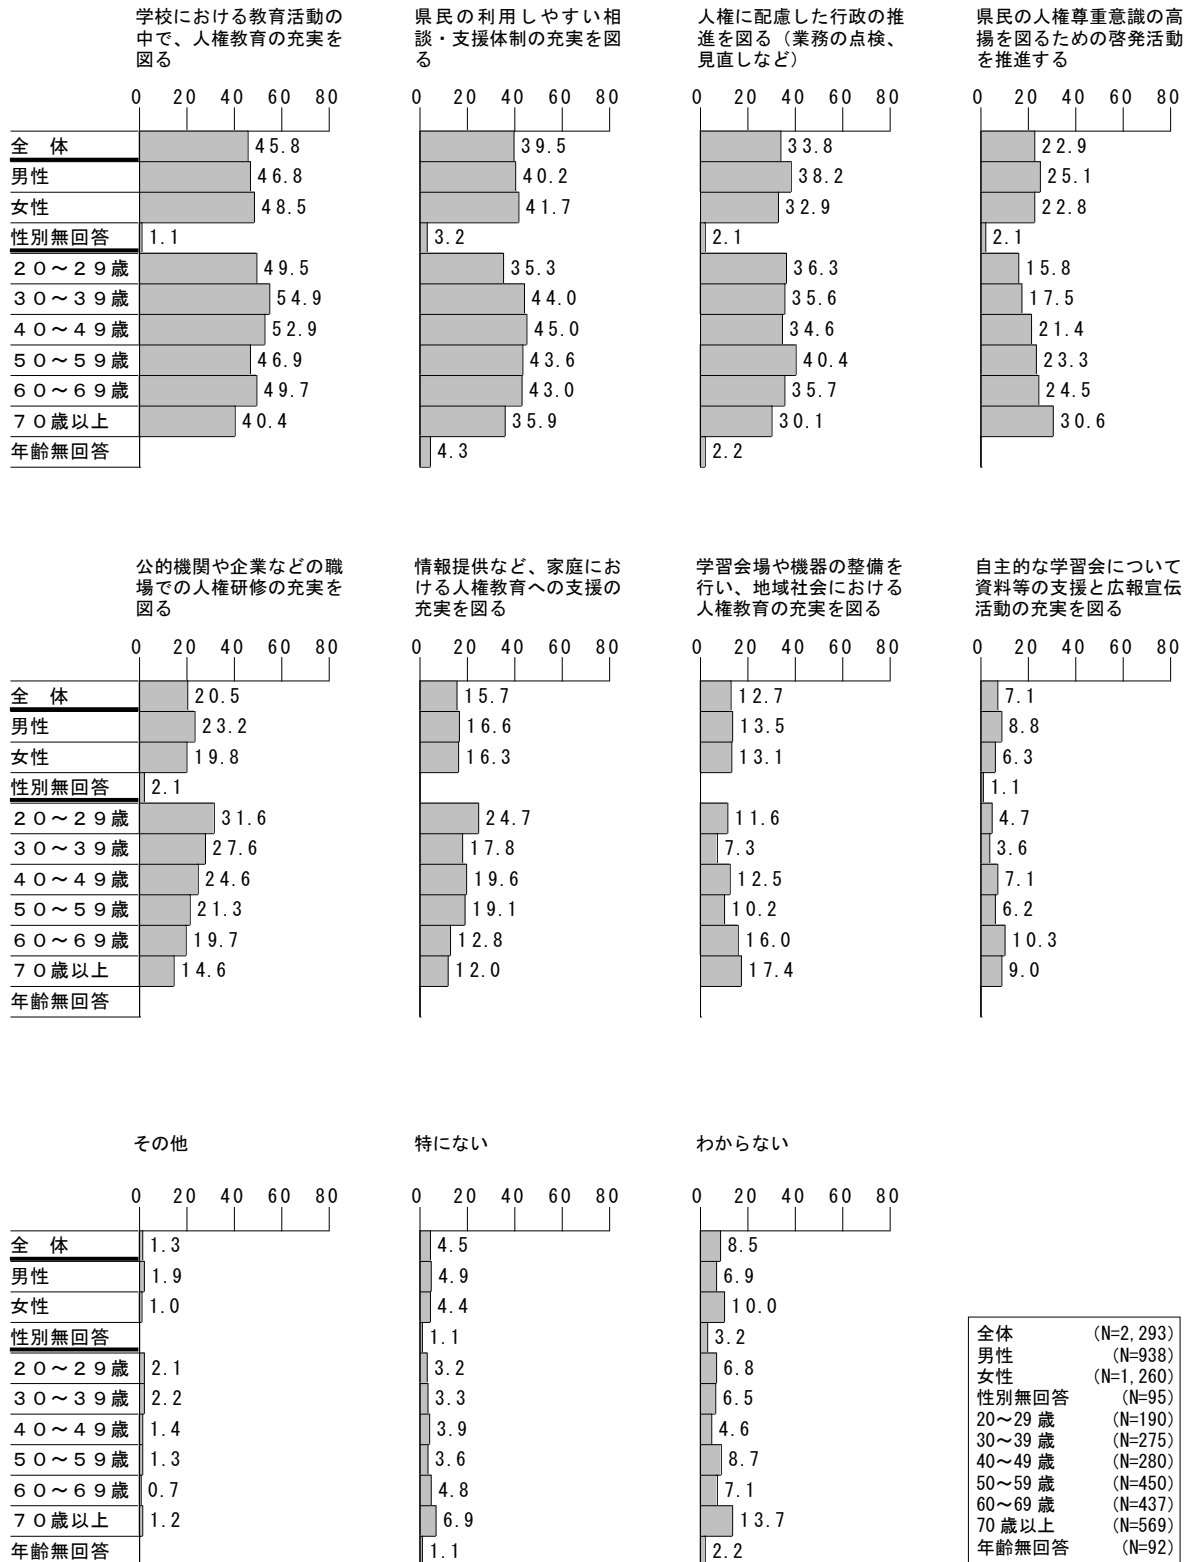 学校における教育活動の
中で、人権教育の充実を
図る
県民の利用しやすい相
談・支援体制の充実を図
る
人権に配慮した行政の推
進を図る（業務の点検、
見直しなど）
県民の人権尊重意識の高
揚を図るための啓発活動
を推進する
0 20 40 60 80 0 20 40 60 80 0 20 40 60 80 0 20 40 60 80
全　体 45.8 39.5 33.8 22.9
男性 46.8 40.2 38.2 25.1
女性 48.5 41.7 32.9 22.8
性別無回答 1.1 3.2 2.1 2.1
２０～２９歳 49.5 35.3 36.3 15.8
３０～３９歳 54.9 44.0 35.6 17.5
４０～４９歳 52.9 45.0 34.6 21.4
５０～５９歳 46.9 43.6 40.4 23.3
６０～６９歳 49.7 43.0 35.7 24.5
７０歳以上 40.4 35.9 30.1 30.6
年齢無回答 4.3 2.2
公的機関や企業などの職
場での人権研修の充実を
図る
情報提供など、家庭にお
ける人権教育への支援の
充実を図る
学習会場や機器の整備を
行い、地域社会における
人権教育の充実を図る
自主的な学習会について
資料等の支援と広報宣伝
活動の充実を図る
0 20 40 60 80 0 20 40 60 80 0 20 40 60 80 0 20 40 60 80
全　体 20.5 15.7 12.7 7.1
男性 23.2 16.6 13.5 8.8
女性 19.8 16.3 13.1 6.3
性別無回答 2.1 1.1
２０～２９歳 31.6 24.7 11.6 4.7
３０～３９歳 27.6 17.8 7.3 3.6
４０～４９歳 24.6 19.6 12.5 7.1
５０～５９歳 21.3 19.1 10.2 6.2
６０～６９歳 19.7 12.8 16.0 10.3
７０歳以上 14.6 12.0 17.4 9.0
年齢無回答
その他
特にない
わからない
0 20 40 60 80 0 20 40 60 80 0 20 40 60 80
全　体 1.3 4.5 8.5
男性 1.9 4.9 6.9
女性 1.0 4.4 10.0
性別無回答 1.1 3.2
２０～２９歳 2.1 3.2 6.8
３０～３９歳 2.2 3.3 6.5
４０～４９歳 1.4 3.9 4.6
５０～５９歳 1.3 3.6 8.7
６０～６９歳 0.7 4.8 7.1
７０歳以上 1.2 6.9 13.7
年齢無回答 1.1 2.2
全体 (N=2,293)
男性 (N=938)
女性 (N=1,260)
性別無回答 (N=95)
20～29 歳 (N=190)
30～39 歳 (N=275)
40～49 歳 (N=280)
50～59 歳 (N=450)
60～69 歳 (N=437)
70 歳以上 (N=569)
年齢無回答 (N=92)